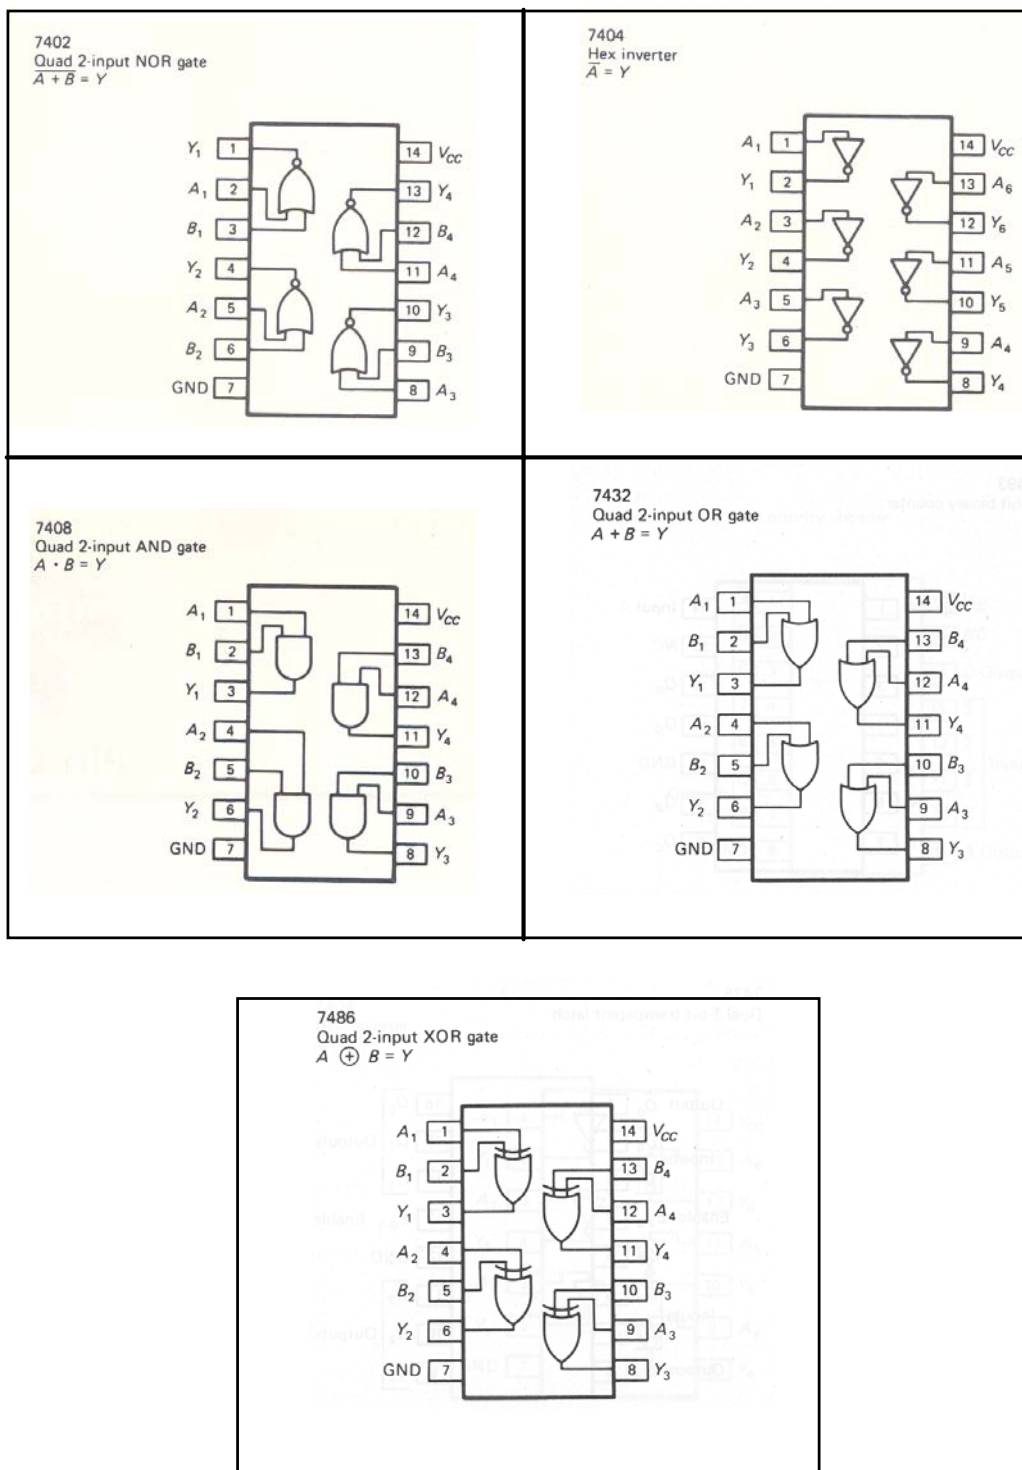 7402
Quad 2-input NOR gate
A + B = Y
Y1 1
A1 2
B1 3
Y2 4
A2 5
B2 6
GND 7
14 VCC
13 Y4
12 B4
11 A4
10 Y3
9 B3
8 A3
7404
Hex inverter
A = Y
A1 1
Y1 2
A2 3
Y2 4
A3 5
Y3 6
GND 7
14 VCC
13 A6
12 Y6
11 A5
10 Y5
9 A4
8 Y4
7408
Quad 2-input AND gate
A · B = Y
A1 1
B1 2
Y1 3
A2 4
B2 5
Y2 6
GND 7
14 VCC
13 B4
12 A4
11 Y4
10 B3
9 A3
8 Y3
7432
Quad 2-input OR gate
A + B = Y
A1 1
B1 2
Y1 3
A2 4
B2 5
Y2 6
GND 7
14 VCC
13 B4
12 A4
11 Y4
10 B3
9 A3
8 Y3
7486
Quad 2-input XOR gate
A ⊕ B = Y
A1 1
B1 2
Y1 3
A2 4
B2 5
Y2 6
GND 7
14 VCC
13 B4
12 A4
11 Y4
10 B3
9 A3
8 Y3